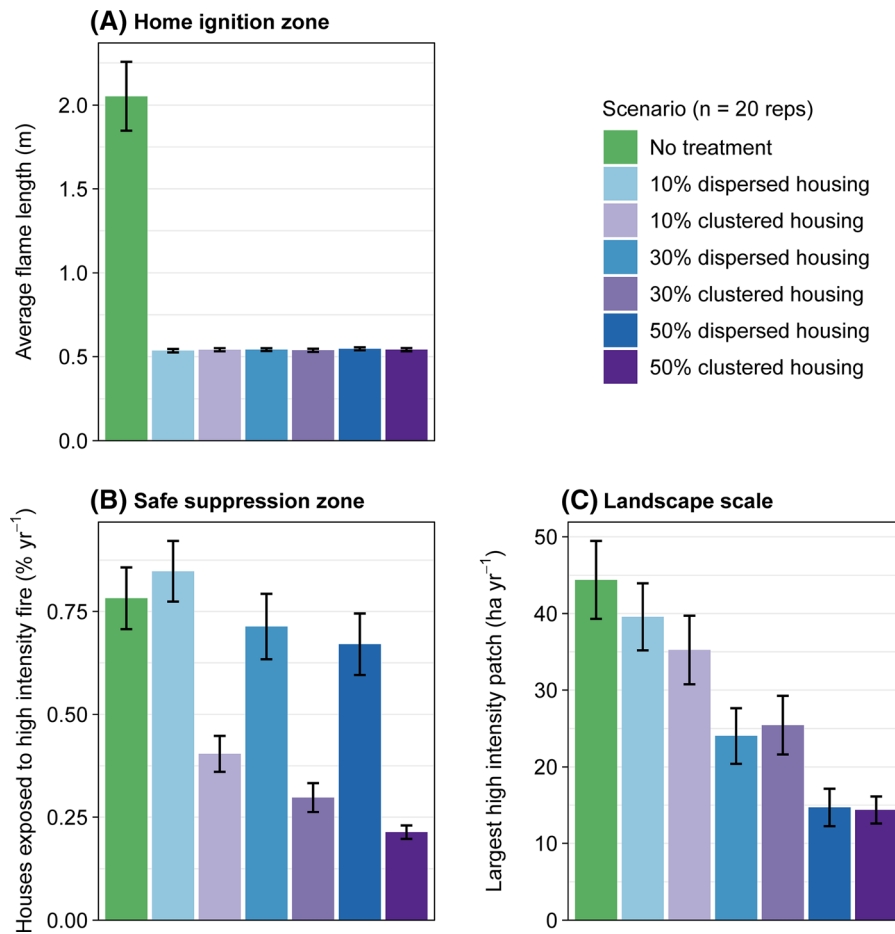 (A) Home ignition zone
Average flame length (m)
2.0
1.5
1.0
0.5
0.0
Scenario (n = 20 reps)
No treatment
10% dispersed housing
10% clustered housing
30% dispersed housing
30% clustered housing
50% dispersed housing
50% clustered housing
(B) Safe suppression zone
Houses exposed to high intensity fire (% yr⁻¹)
0.75
0.50
0.25
0.00
(C) Landscape scale
Largest high intensity patch (ha yr⁻¹)
50
40
30
20
10
0